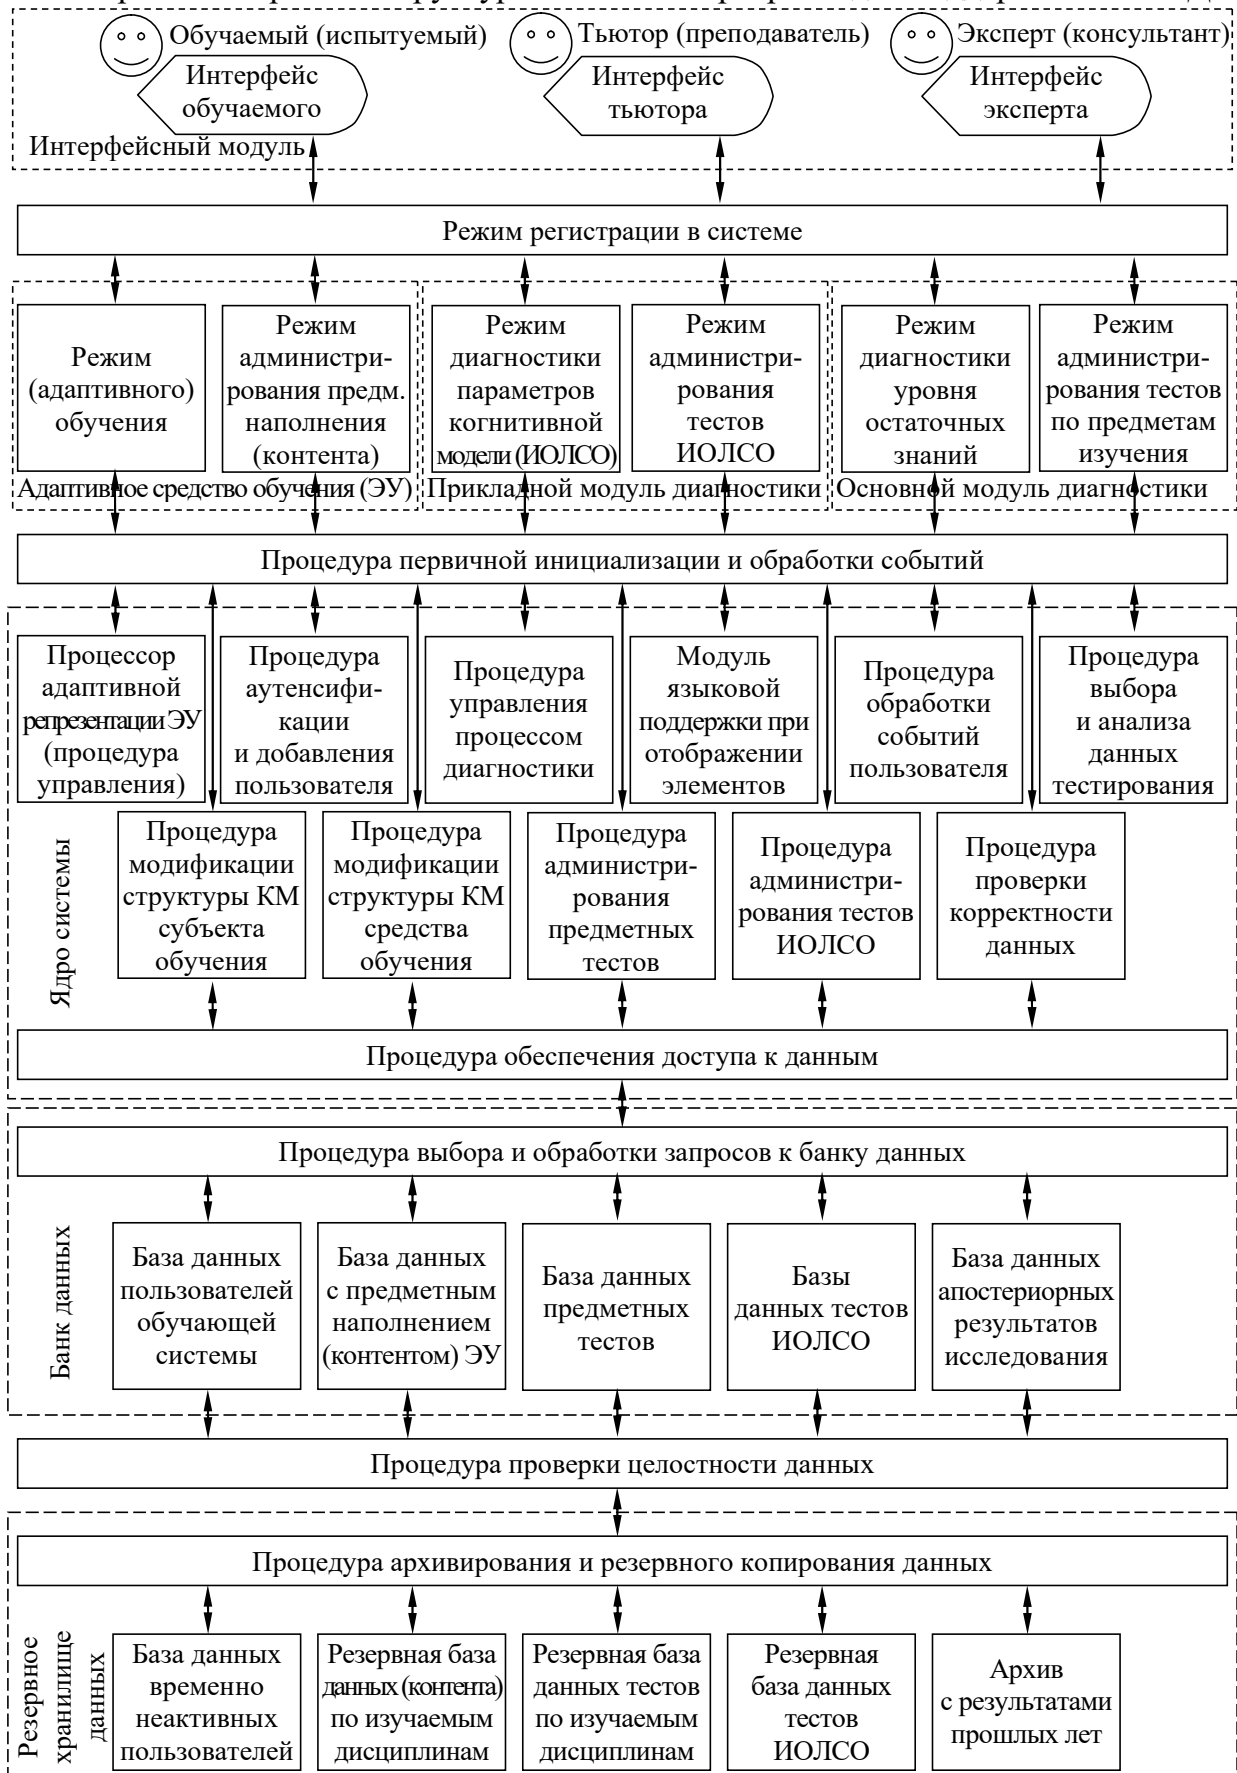 Обучаемый (испытуемый)
Интерфейс
обучаемого
Тьютор (преподаватель)
Интерфейс
тьютора
Эксперт (консультант)
Интерфейс
эксперта
Интерфейсный модуль
Режим регистрации в системе
Режим
(адаптивного)
обучения
Режим
администри-
рования предм.
наполнения
(контента)
Адаптивное средство обучения (ЭУ)
Режим
диагностики
параметров
когнитивной
модели (ИОЛСО)
Режим
администри-
рования
тестов
ИОЛСО
Прикладной модуль диагностики
Режим
диагностики
уровня
остаточных
знаний
Режим
администри-
рования тестов
по предметам
изучения
Основной модуль диагностики
Процедура первичной инициализации и обработки событий
Процессор
адаптивной
репрезентации ЭУ
(процедура
управления)
Процедура
аутенсифи-
кации
и добавления
пользователя
Процедура
управления
процессом
диагностики
Модуль
языковой
поддержки при
отображении
элементов
Процедура
обработки
событий
пользователя
Процедура
выбора
и анализа
данных
тестирования
Ядро системы
Процедура
модификации
структуры КМ
субъекта
обучения
Процедура
модификации
структуры КМ
средства
обучения
Процедура
администри-
рования
предметных
тестов
Процедура
администри-
рования тестов
ИОЛСО
Процедура
проверки
корректности
данных
Процедура обеспечения доступа к данным
Процедура выбора и обработки запросов к банку данных
Банк данных
База данных
пользователей
обучающей
системы
База данных
с предметным
наполнением
(контентом) ЭУ
База данных
предметных
тестов
Базы
данных тестов
ИОЛСО
База данных
апостериорных
результатов
исследования
Процедура проверки целостности данных
Процедура архивирования и резервного копирования данных
Резервное
хранилище
данных
База данных
временно
неактивных
пользователей
Резервная база
данных (контента)
по изучаемым
дисциплинам
Резервная база
данных тестов
по изучаемым
дисциплинам
Резервная
база данных
тестов
ИОЛСО
Архив
с результатами
прошлых лет